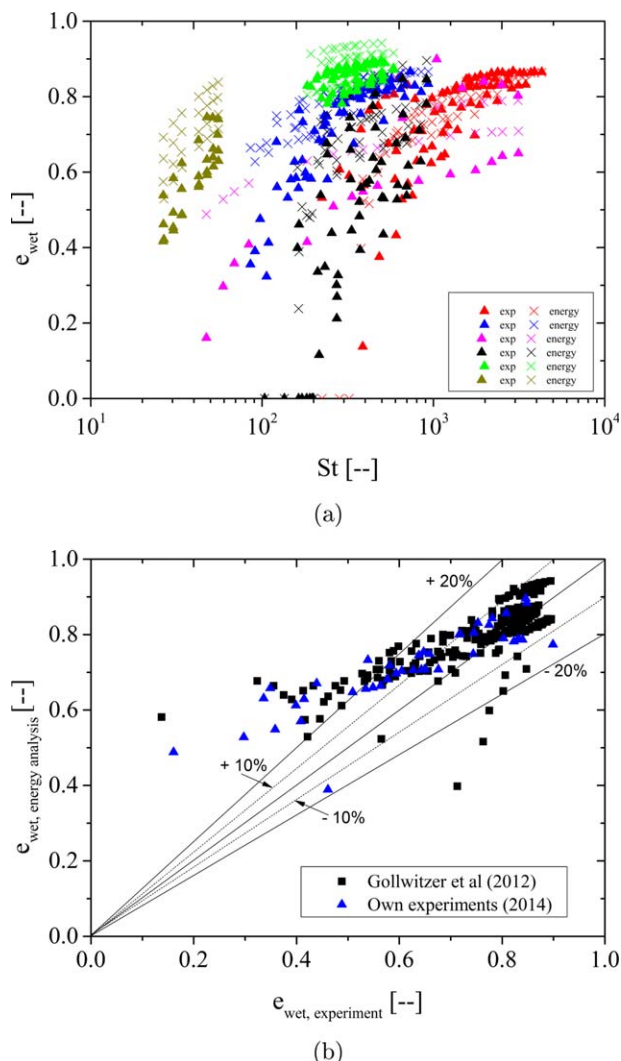 1.0
0.8
0.6
0.4
0.2
0.0
e_wet [--]
10^1 10^2 10^3 10^4
St [--]
exp energy
exp energy
exp energy
exp energy
exp energy
exp energy
(a)
1.0
0.8
0.6
0.4
0.2
0.0
e_wet, energy analysis [--]
+ 20%
- 20%
+ 10%
- 10%
Gollwitzer et al (2012)
Own experiments (2014)
0.0 0.2 0.4 0.6 0.8 1.0
e_wet, experiment [--]
(b)